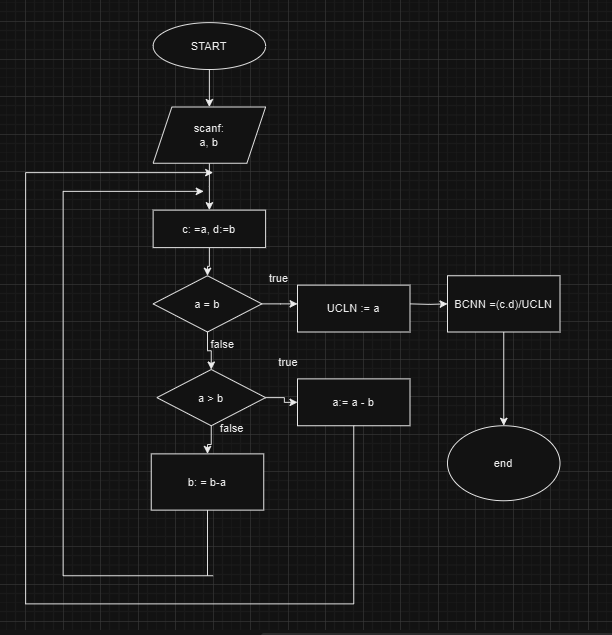 START
scanf:
a, b
c: =a, d:=b
true
a = b
UCLN := a
BCNN =(c.d)/UCLN
false
true
a > b
a:= a - b
false
end
b: = b-a